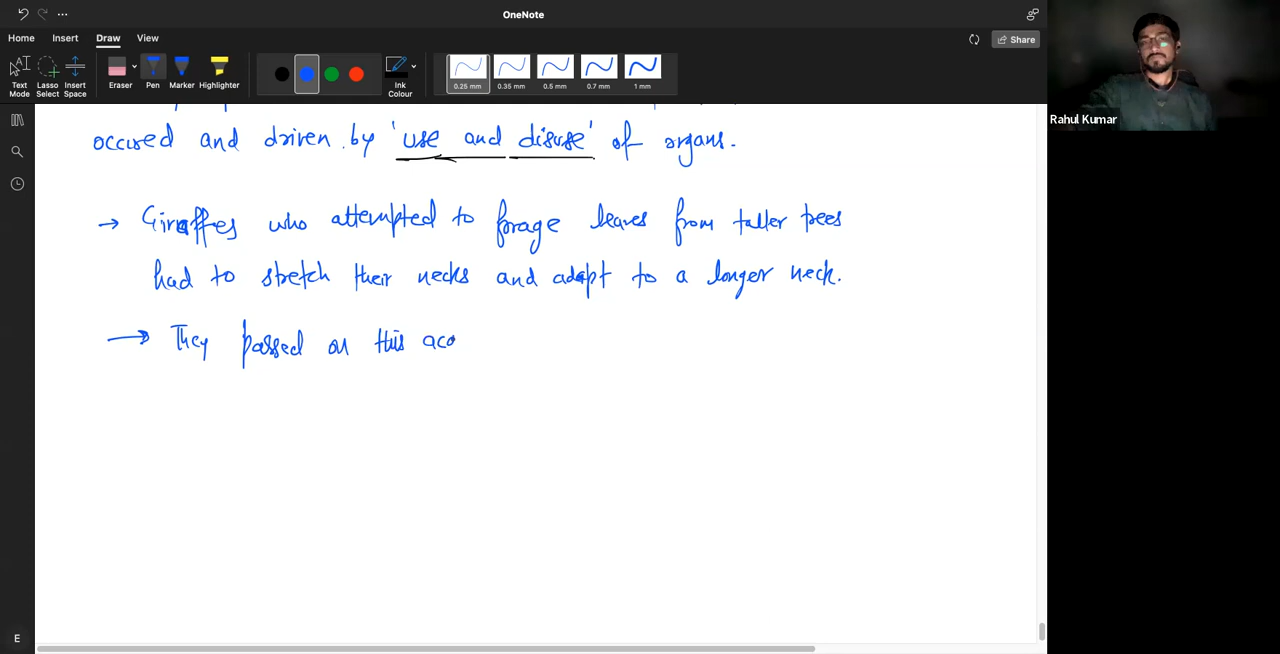 OneNote
Home Insert Draw View
Share
Text Mode
Lasso Select
Insert Space
Eraser
Pen
Marker
Highlighter
Ink Colour
0.25 mm
0.35 mm
0.5 mm
0.7 mm
1 mm
Rahul Kumar
occured and driven by 'use and disuse' of organs.
→ Giraffes who attempted to forage leaves from taller trees
had to stretch their necks and adapt to a longer neck.
→ They passed on this acq
E